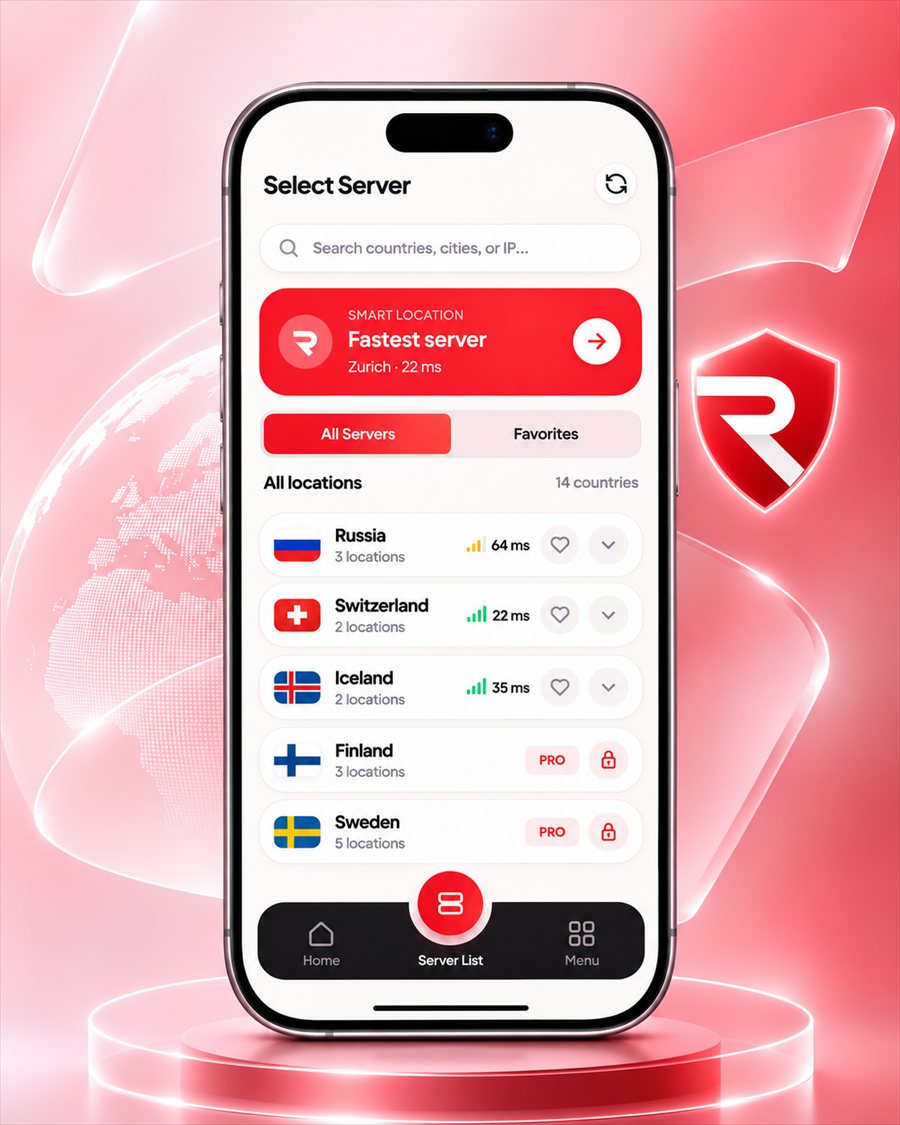 Select Server
Search countries, cities, or IP...
SMART LOCATION
Fastest server
Zurich · 22 ms
All Servers
Favorites
All locations
14 countries
Russia
3 locations
64 ms
Switzerland
2 locations
22 ms
Iceland
2 locations
35 ms
Finland
3 locations
PRO
Sweden
5 locations
PRO
Home
Server List
Menu